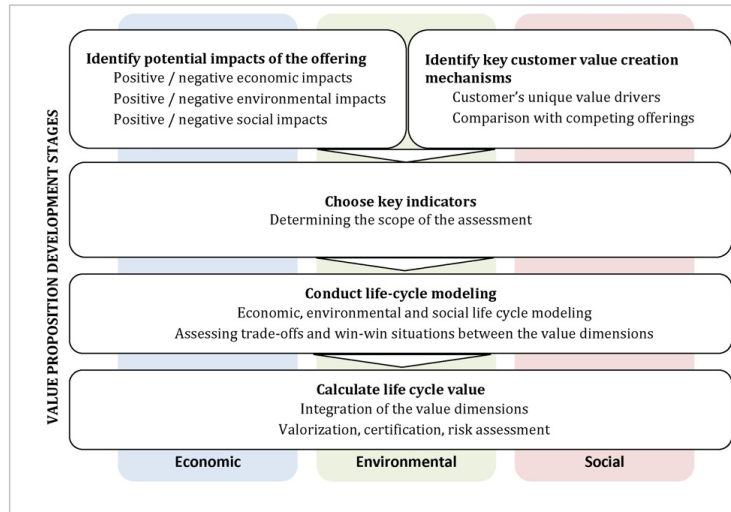 VALUE PROPOSITION DEVELOPMENT STAGES
Identify potential impacts of the offering
Positive / negative economic impacts
Positive / negative environmental impacts
Positive / negative social impacts
Identify key customer value creation
mechanisms
Customer's unique value drivers
Comparison with competing offerings
Choose key indicators
Determining the scope of the assessment
Conduct life-cycle modeling
Economic, environmental and social life cycle modeling
Assessing trade-offs and win-win situations between the value dimensions
Calculate life cycle value
Integration of the value dimensions
Valorization, certification, risk assessment
Economic
Environmental
Social